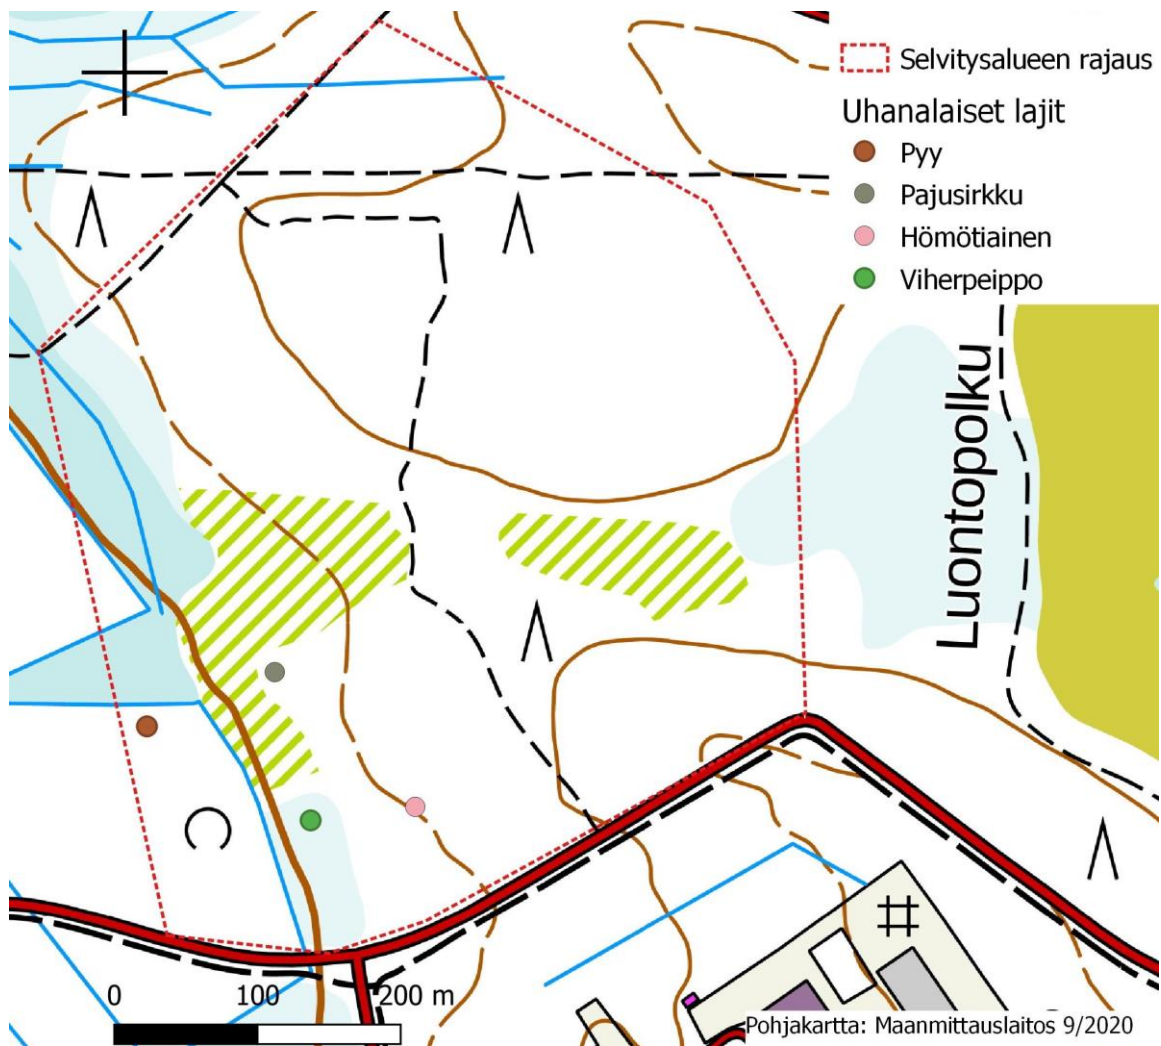 Selvitysalueen rajaus
Uhanalaiset lajit
Pyy
Pajusirkku
Hömötiainen
Viherpeippo
Luontopolku
0 100 200 m
Pohjakartta: Maanmittauslaitos 9/2020